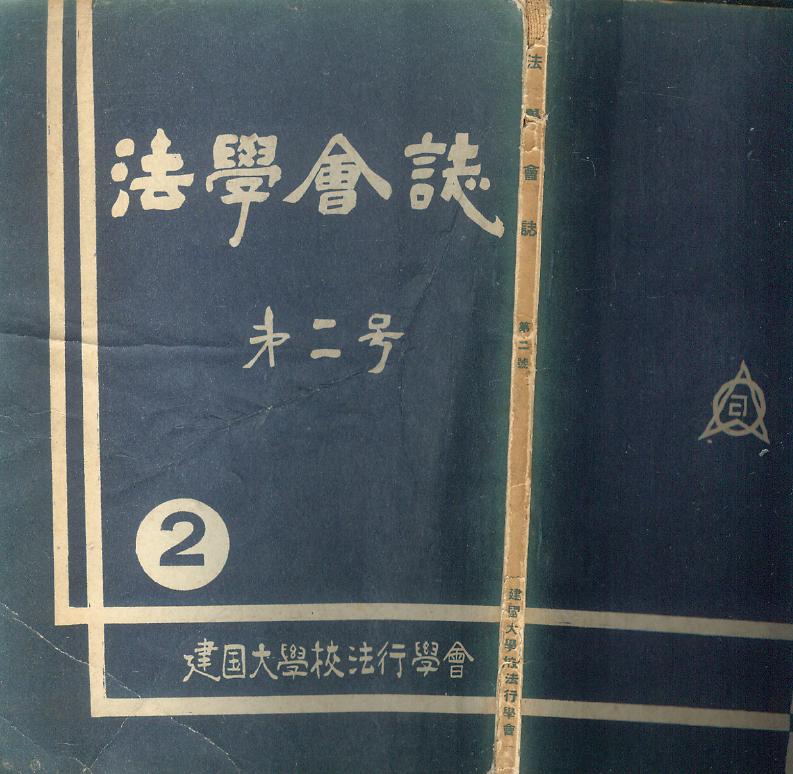 法學會誌
第二号
2
建国大學校法行學會
法學會誌
第二號
建國大學校法行學會